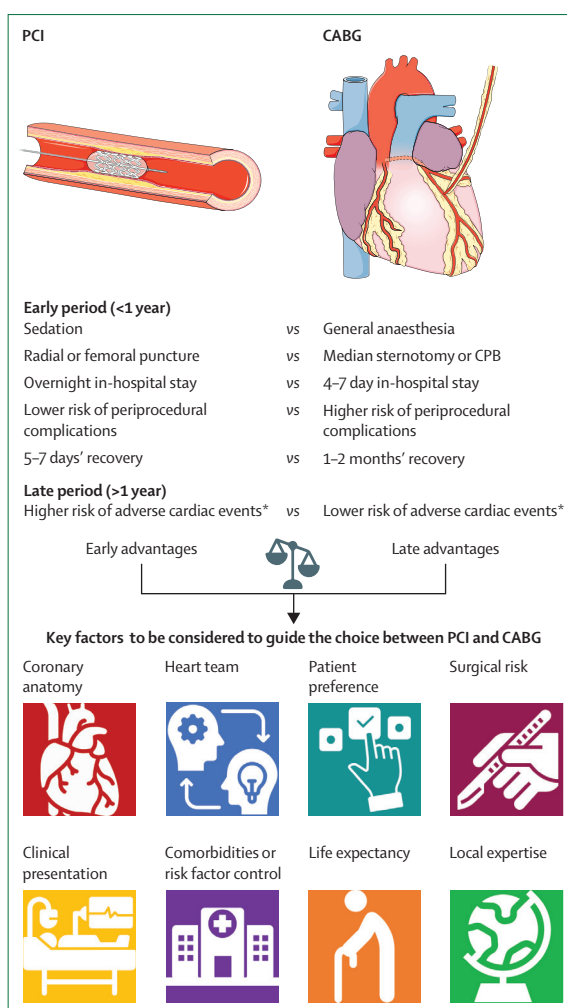 PCI
CABG
Early period (<1 year)
Sedation vs General anaesthesia
Radial or femoral puncture vs Median sternotomy or CPB
Overnight in-hospital stay vs 4–7 day in-hospital stay
Lower risk of periprocedural vs Higher risk of periprocedural
complications complications
5–7 days' recovery vs 1–2 months' recovery
Late period (>1 year)
Higher risk of adverse cardiac events* vs Lower risk of adverse cardiac events*
Early advantages Late advantages
Key factors to be considered to guide the choice between PCI and CABG
Coronary Heart team Patient Surgical risk
anatomy preference
Clinical Comorbidities or Life expectancy Local expertise
presentation risk factor control